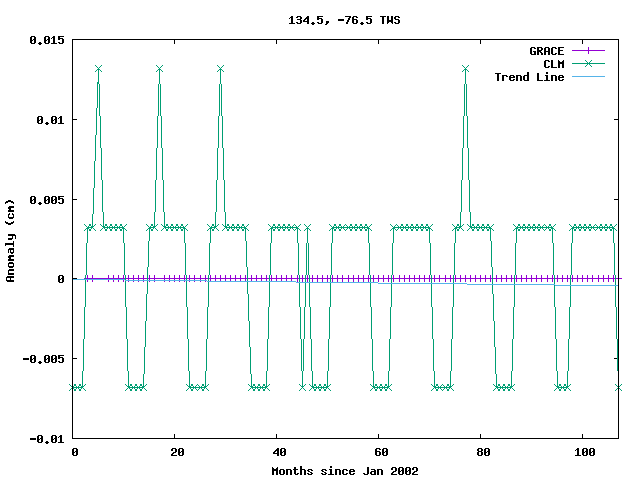 134.5, -76.5 TWS
GRACE
CLM
Trend Line
0.015
0.01
0.005
0
-0.005
-0.01
Anomaly (cm)
0 20 40 60 80 100
Months since Jan 2002